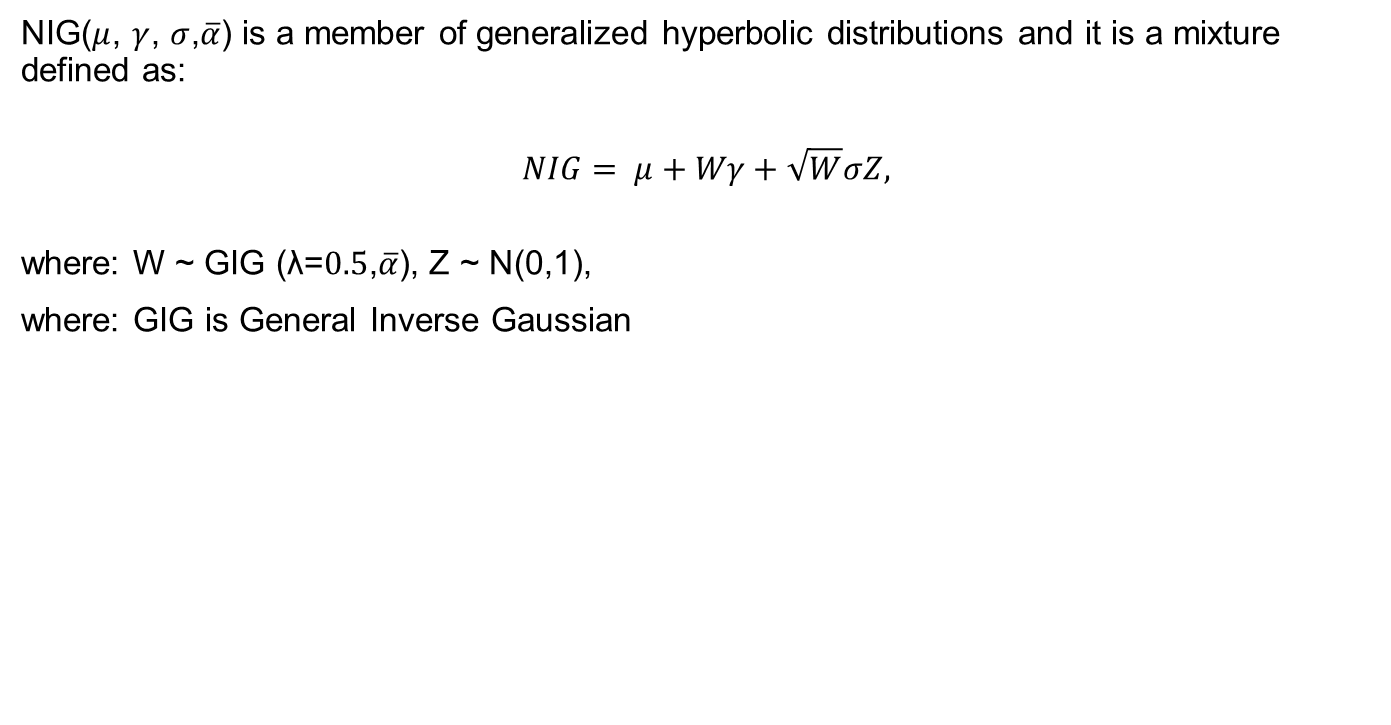 NIG(μ, γ, σ,ᾱ) is a member of generalized hyperbolic distributions and it is a mixture
defined as:
NIG = μ + Wγ + √WσZ,
where: W ~ GIG (λ=0.5,ᾱ), Z ~ N(0,1),
where: GIG is General Inverse Gaussian